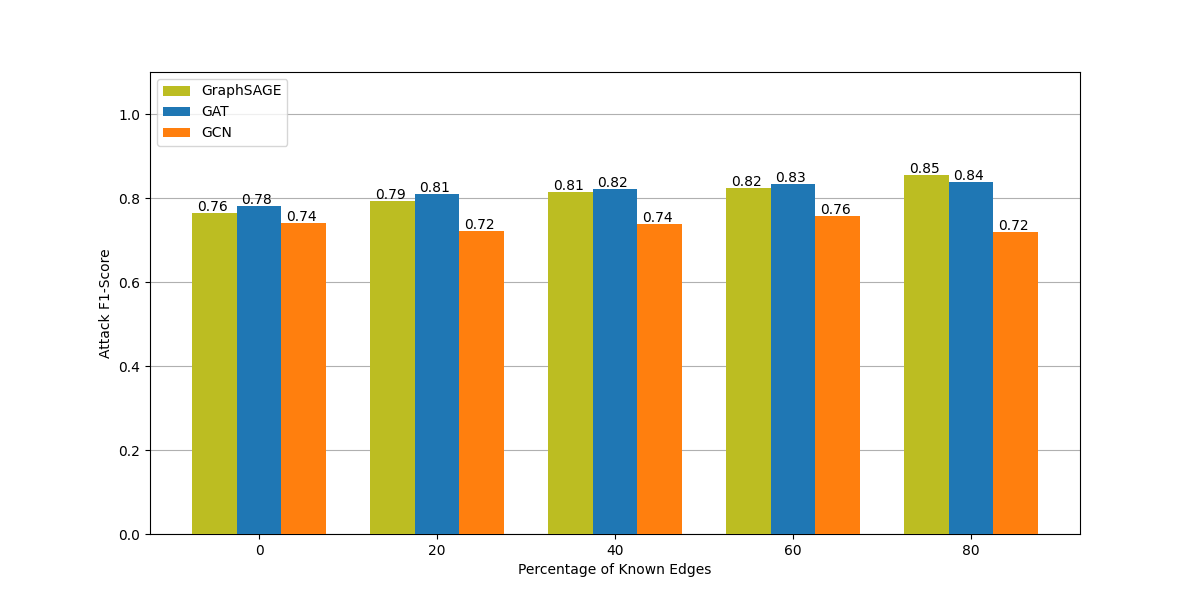 GraphSAGE
GAT
GCN
Attack F1-Score
1.0
0.8
0.6
0.4
0.2
0.0
0.76 0.78 0.74
0.79 0.81 0.72
0.81 0.82 0.74
0.82 0.83 0.76
0.85 0.84 0.72
0 20 40 60 80
Percentage of Known Edges